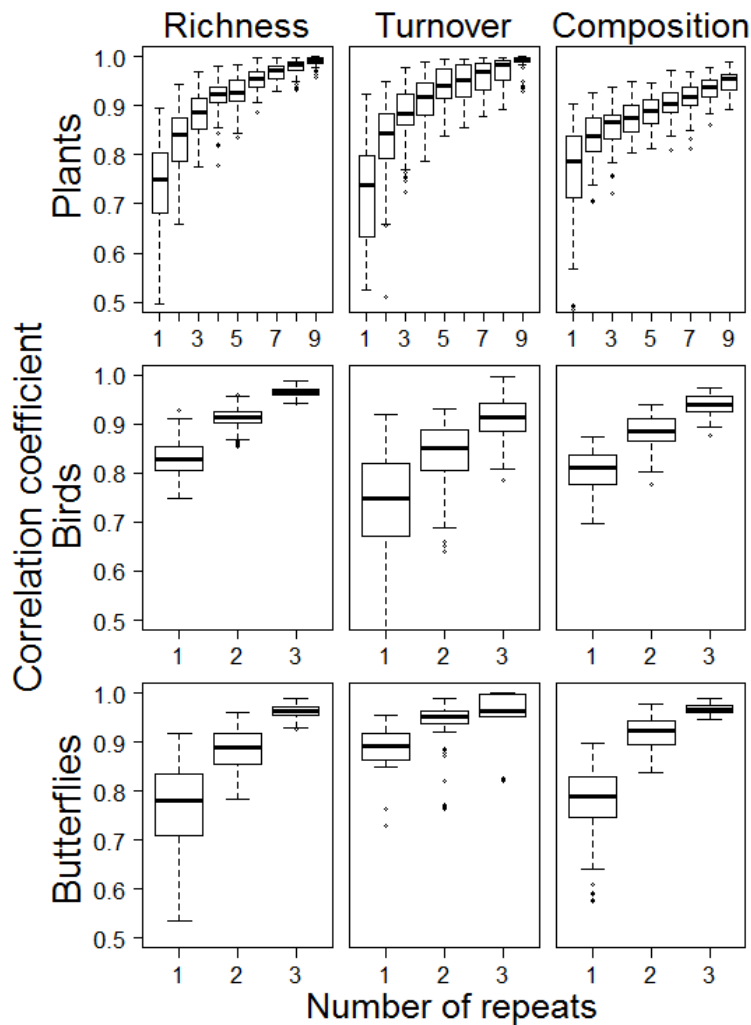 Richness Turnover Composition
Correlation coefficient
Plants
1.0
0.9
0.8
0.7
0.6
0.5
1 3 5 7 9
1 3 5 7 9
1 3 5 7 9
Birds
1.0
0.9
0.8
0.7
0.6
0.5
1 2 3
1 2 3
1 2 3
Butterflies
1.0
0.9
0.8
0.7
0.6
0.5
1 2 3
1 2 3
1 2 3
Number of repeats